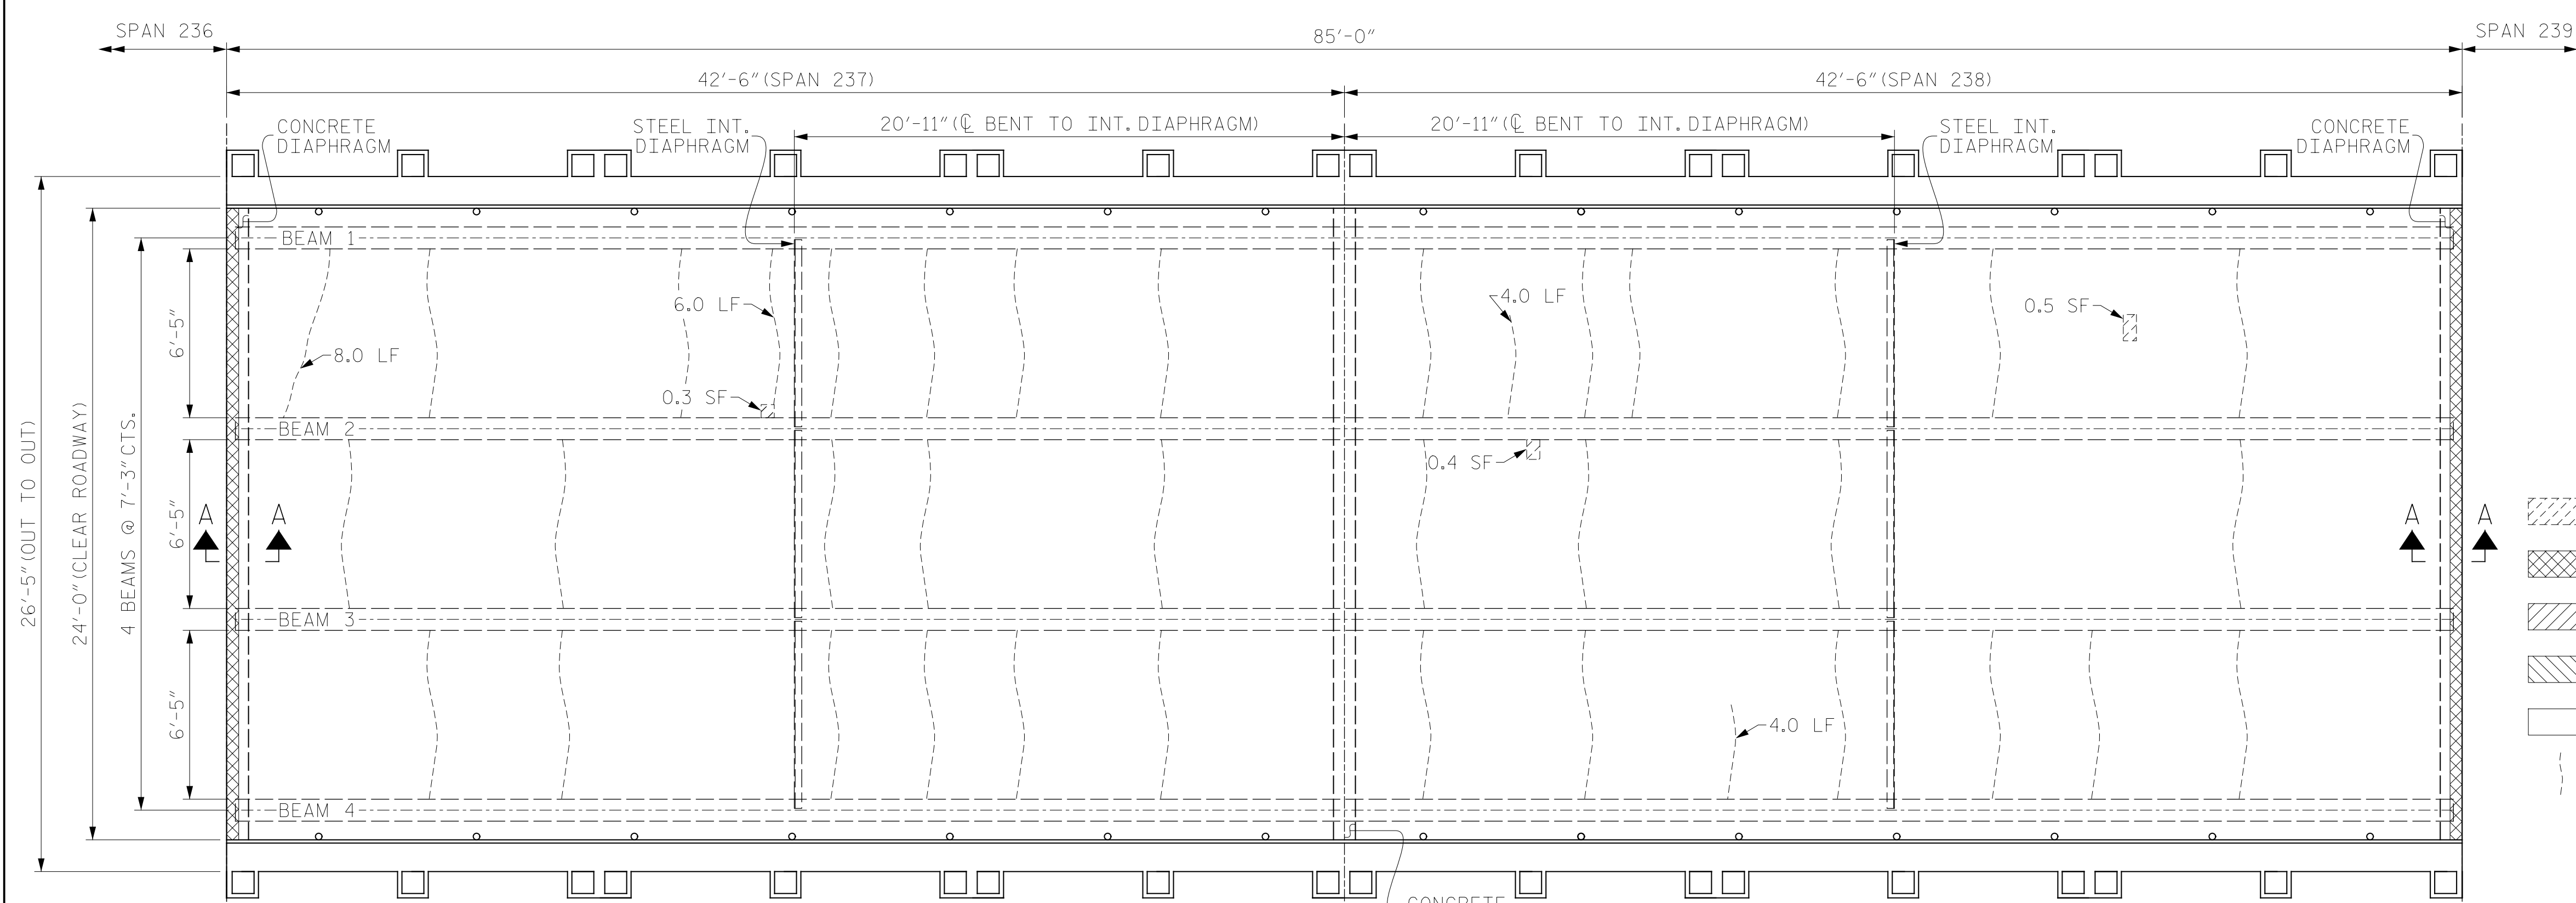 SPAN 236
85'-0"
SPAN 239
42'-6"(SPAN 237)
42'-6"(SPAN 238)
CONCRETE
DIAPHRAGM
STEEL INT.
DIAPHRAGM
20'-11"(℄ BENT TO INT. DIAPHRAGM)
20'-11"(℄ BENT TO INT. DIAPHRAGM)
STEEL INT.
DIAPHRAGM
CONCRETE
DIAPHRAGM
BEAM 1
6.0 LF
4.0 LF
0.5 SF
8.0 LF
0.3 SF
BEAM 2
0.4 SF
26'-5"(OUT TO OUT)
24'-0"(CLEAR ROADWAY)
4 BEAMS @ 7'-3"CTS.
6'-5"
6'-5"
6'-5"
A
A
A
A
BEAM 3
4.0 LF
BEAM 4
CONCRETE